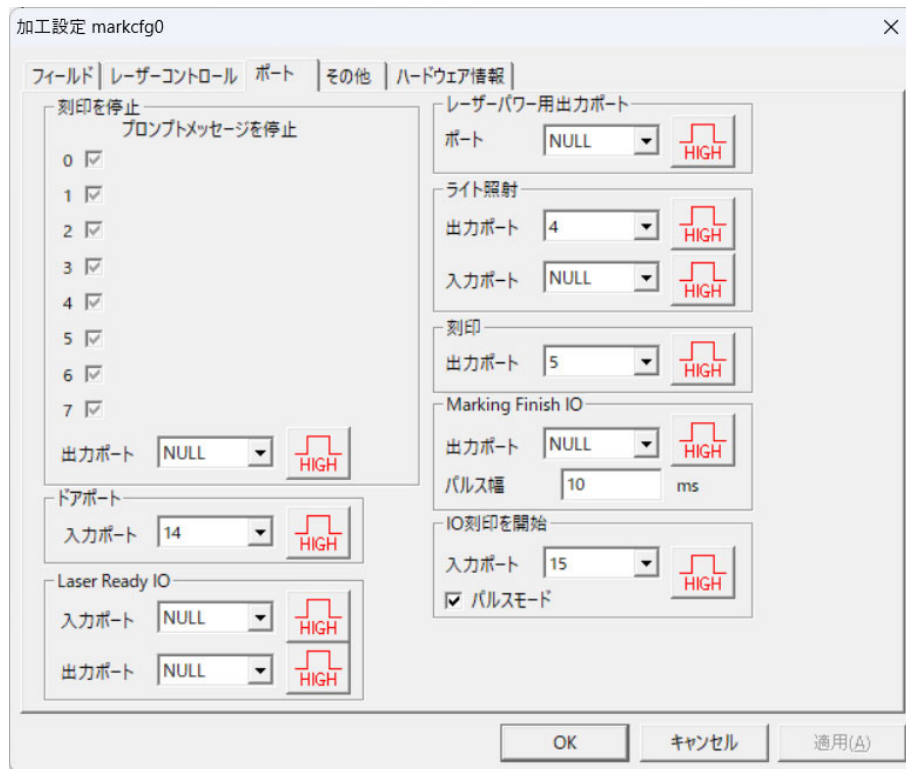 加工設定 markcfg0
フィールド レーザーコントロール ポート その他 ハードウェア情報
刻印を停止
プロンプトメッセージを停止
0
1
2
3
4
5
6
7
出力ポート NULL HIGH
ドアポート
入力ポート 14 HIGH
Laser Ready IO
入力ポート NULL HIGH
出力ポート NULL HIGH
レーザーパワー用出力ポート
ポート NULL HIGH
ライト照射
出力ポート 4 HIGH
入力ポート NULL HIGH
刻印
出力ポート 5 HIGH
Marking Finish IO
出力ポート NULL HIGH
パルス幅 10 ms
IO刻印を開始
入力ポート 15 HIGH
パルスモード
OK キャンセル 適用(A)